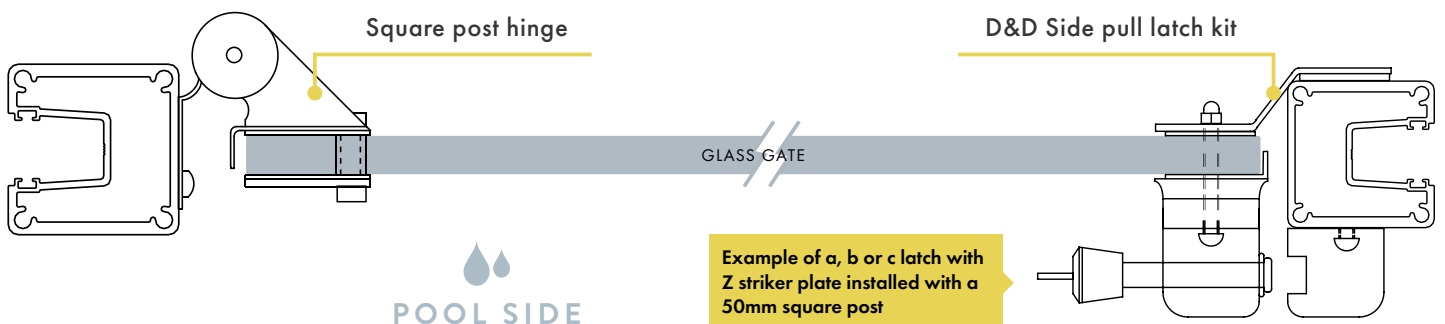 Square post hinge
D&D Side pull latch kit
GLASS GATE
POOL SIDE
Example of a, b or c latch with
Z striker plate installed with a
50mm square post